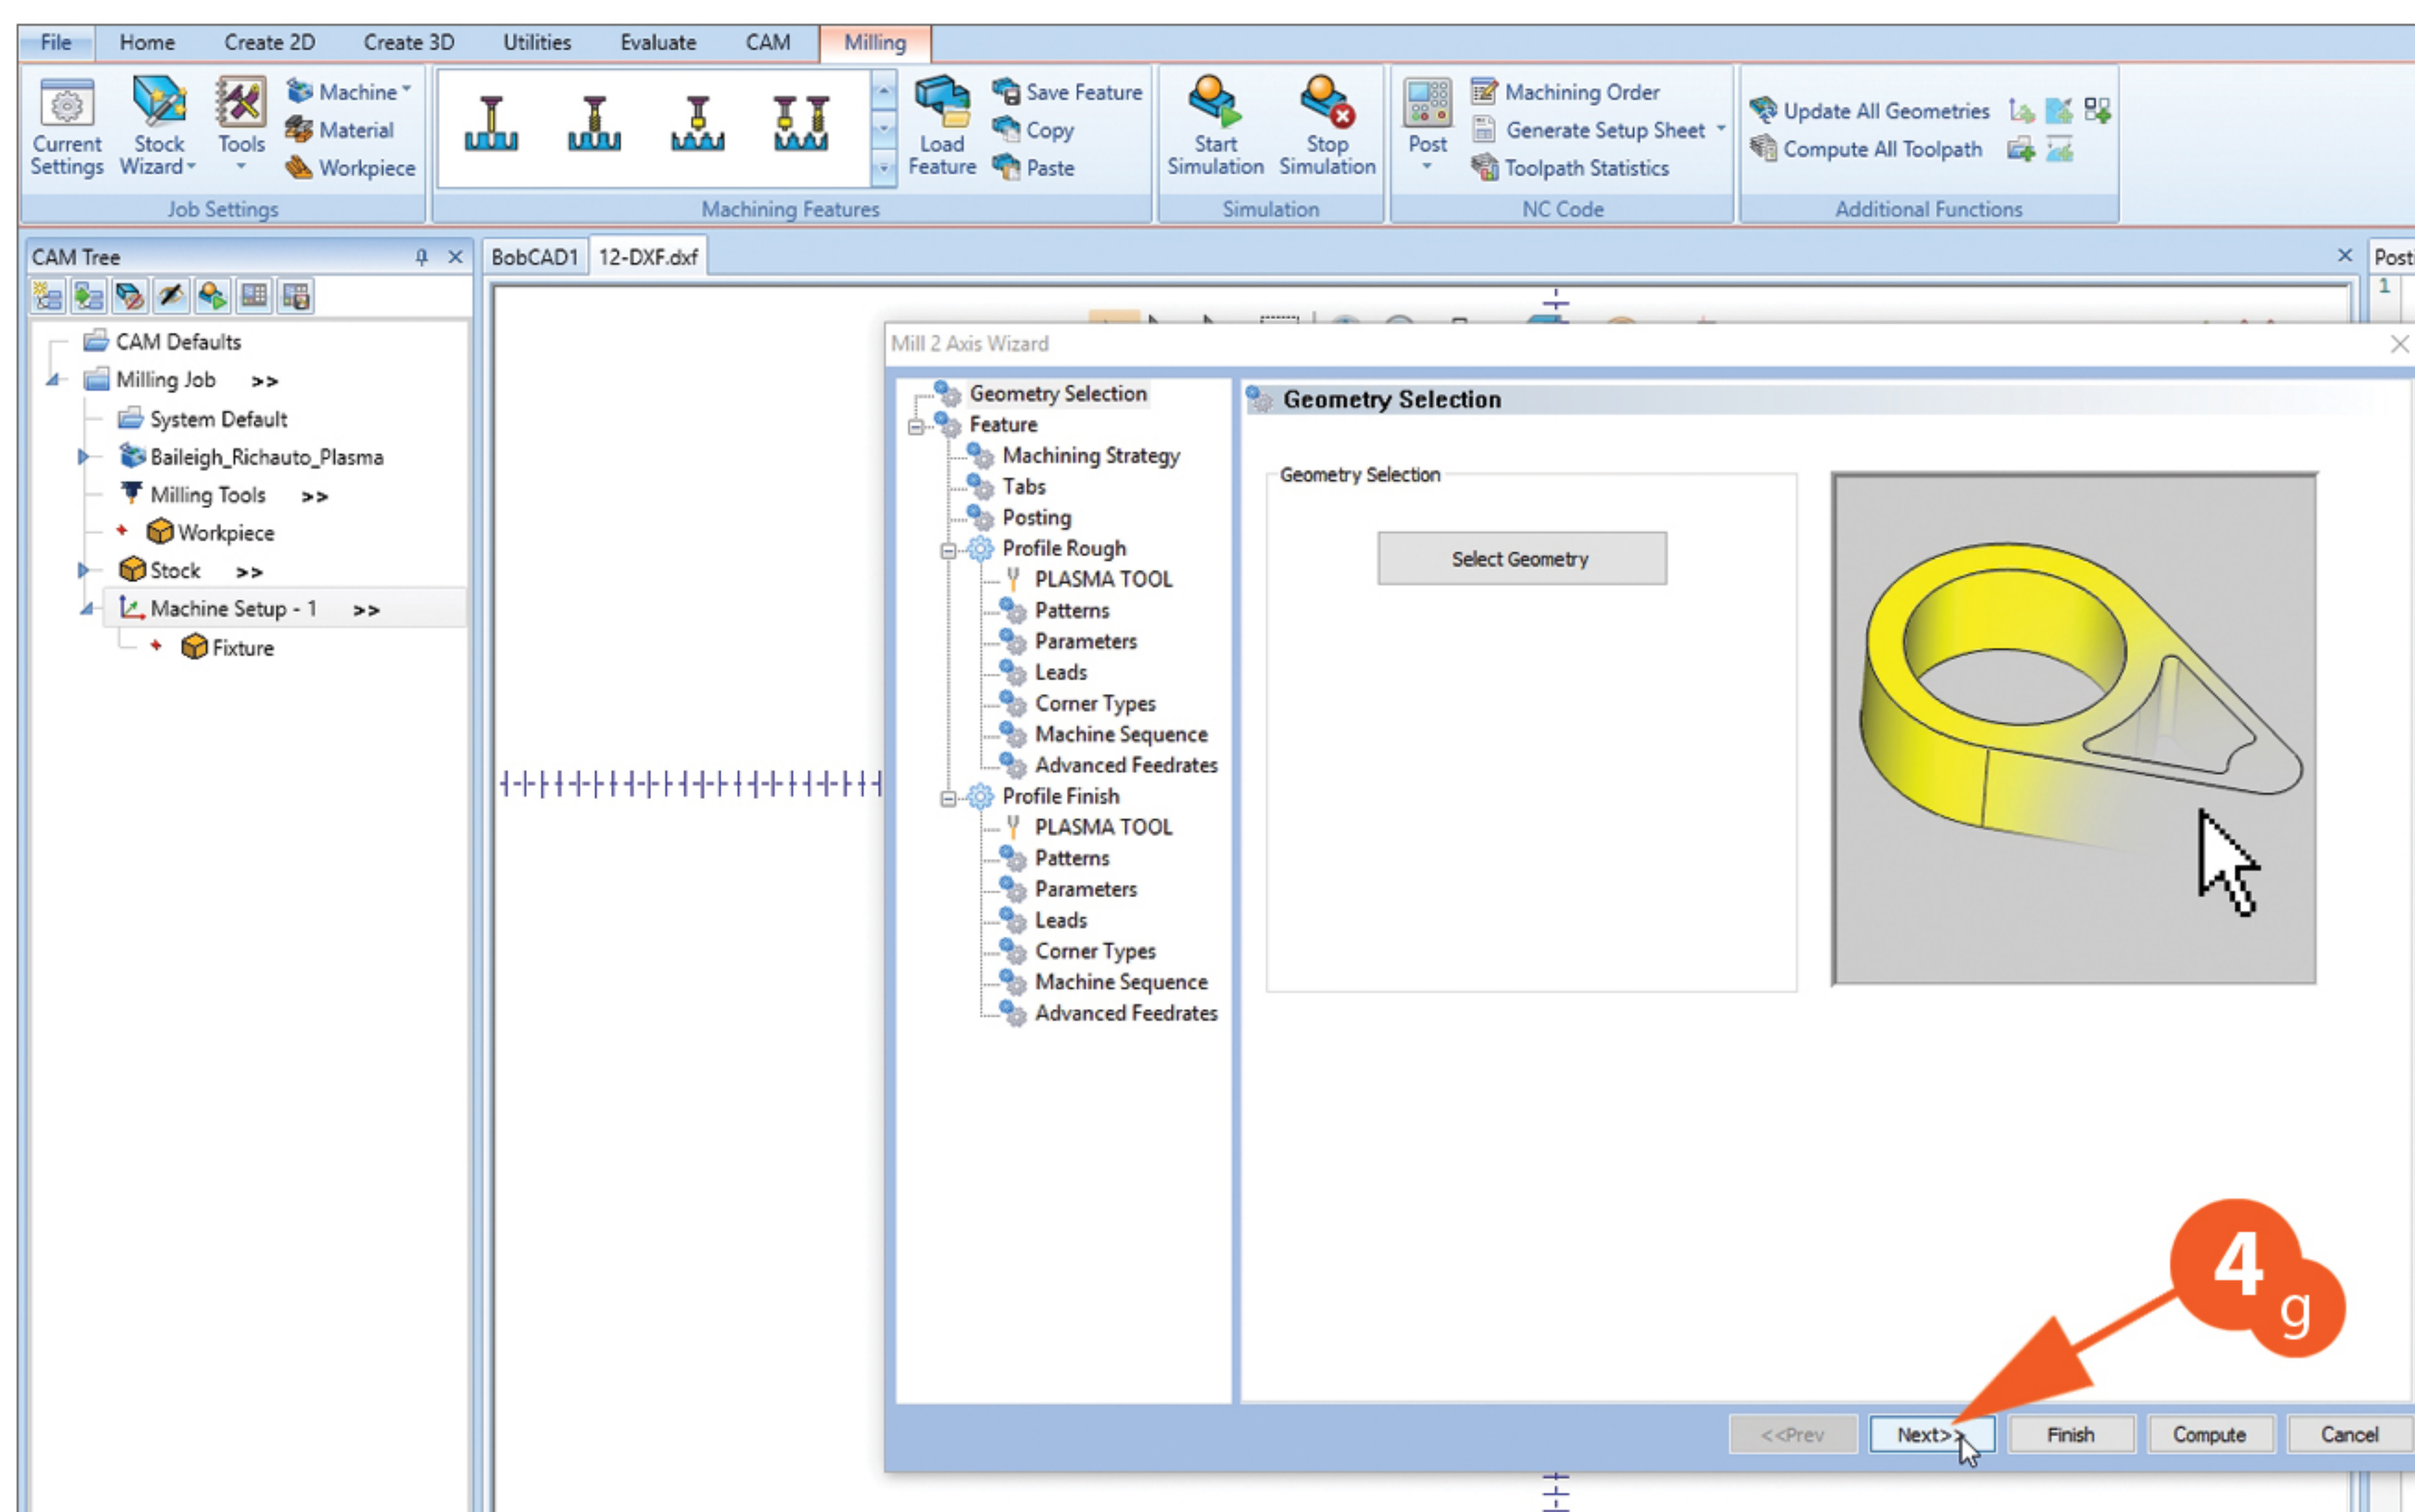 File Home Create 2D Create 3D Utilities Evaluate CAM Milling
Current Settings
Stock Wizard
Tools
Machine
Material
Workpiece
Job Settings
Load Feature
Save Feature
Copy
Paste
Machining Features
Start Simulation
Stop Simulation
Simulation
Post
Machining Order
Generate Setup Sheet
Toolpath Statistics
NC Code
Update All Geometries
Compute All Toolpath
Additional Functions
CAM Tree
BobCAD1 12-DXF.dxf
Posti
1
CAM Defaults
Milling Job >>
System Default
Baileigh_Richauto_Plasma
Milling Tools >>
Workpiece
Stock >>
Machine Setup - 1 >>
Fixture
Mill 2 Axis Wizard
Geometry Selection
Feature
Machining Strategy
Tabs
Posting
Profile Rough
PLASMA TOOL
Patterns
Parameters
Leads
Corner Types
Machine Sequence
Advanced Feedrates
Profile Finish
PLASMA TOOL
Patterns
Parameters
Leads
Corner Types
Machine Sequence
Advanced Feedrates
Geometry Selection
Geometry Selection
Select Geometry
4
g
<<Prev Next>> Finish Compute Cancel